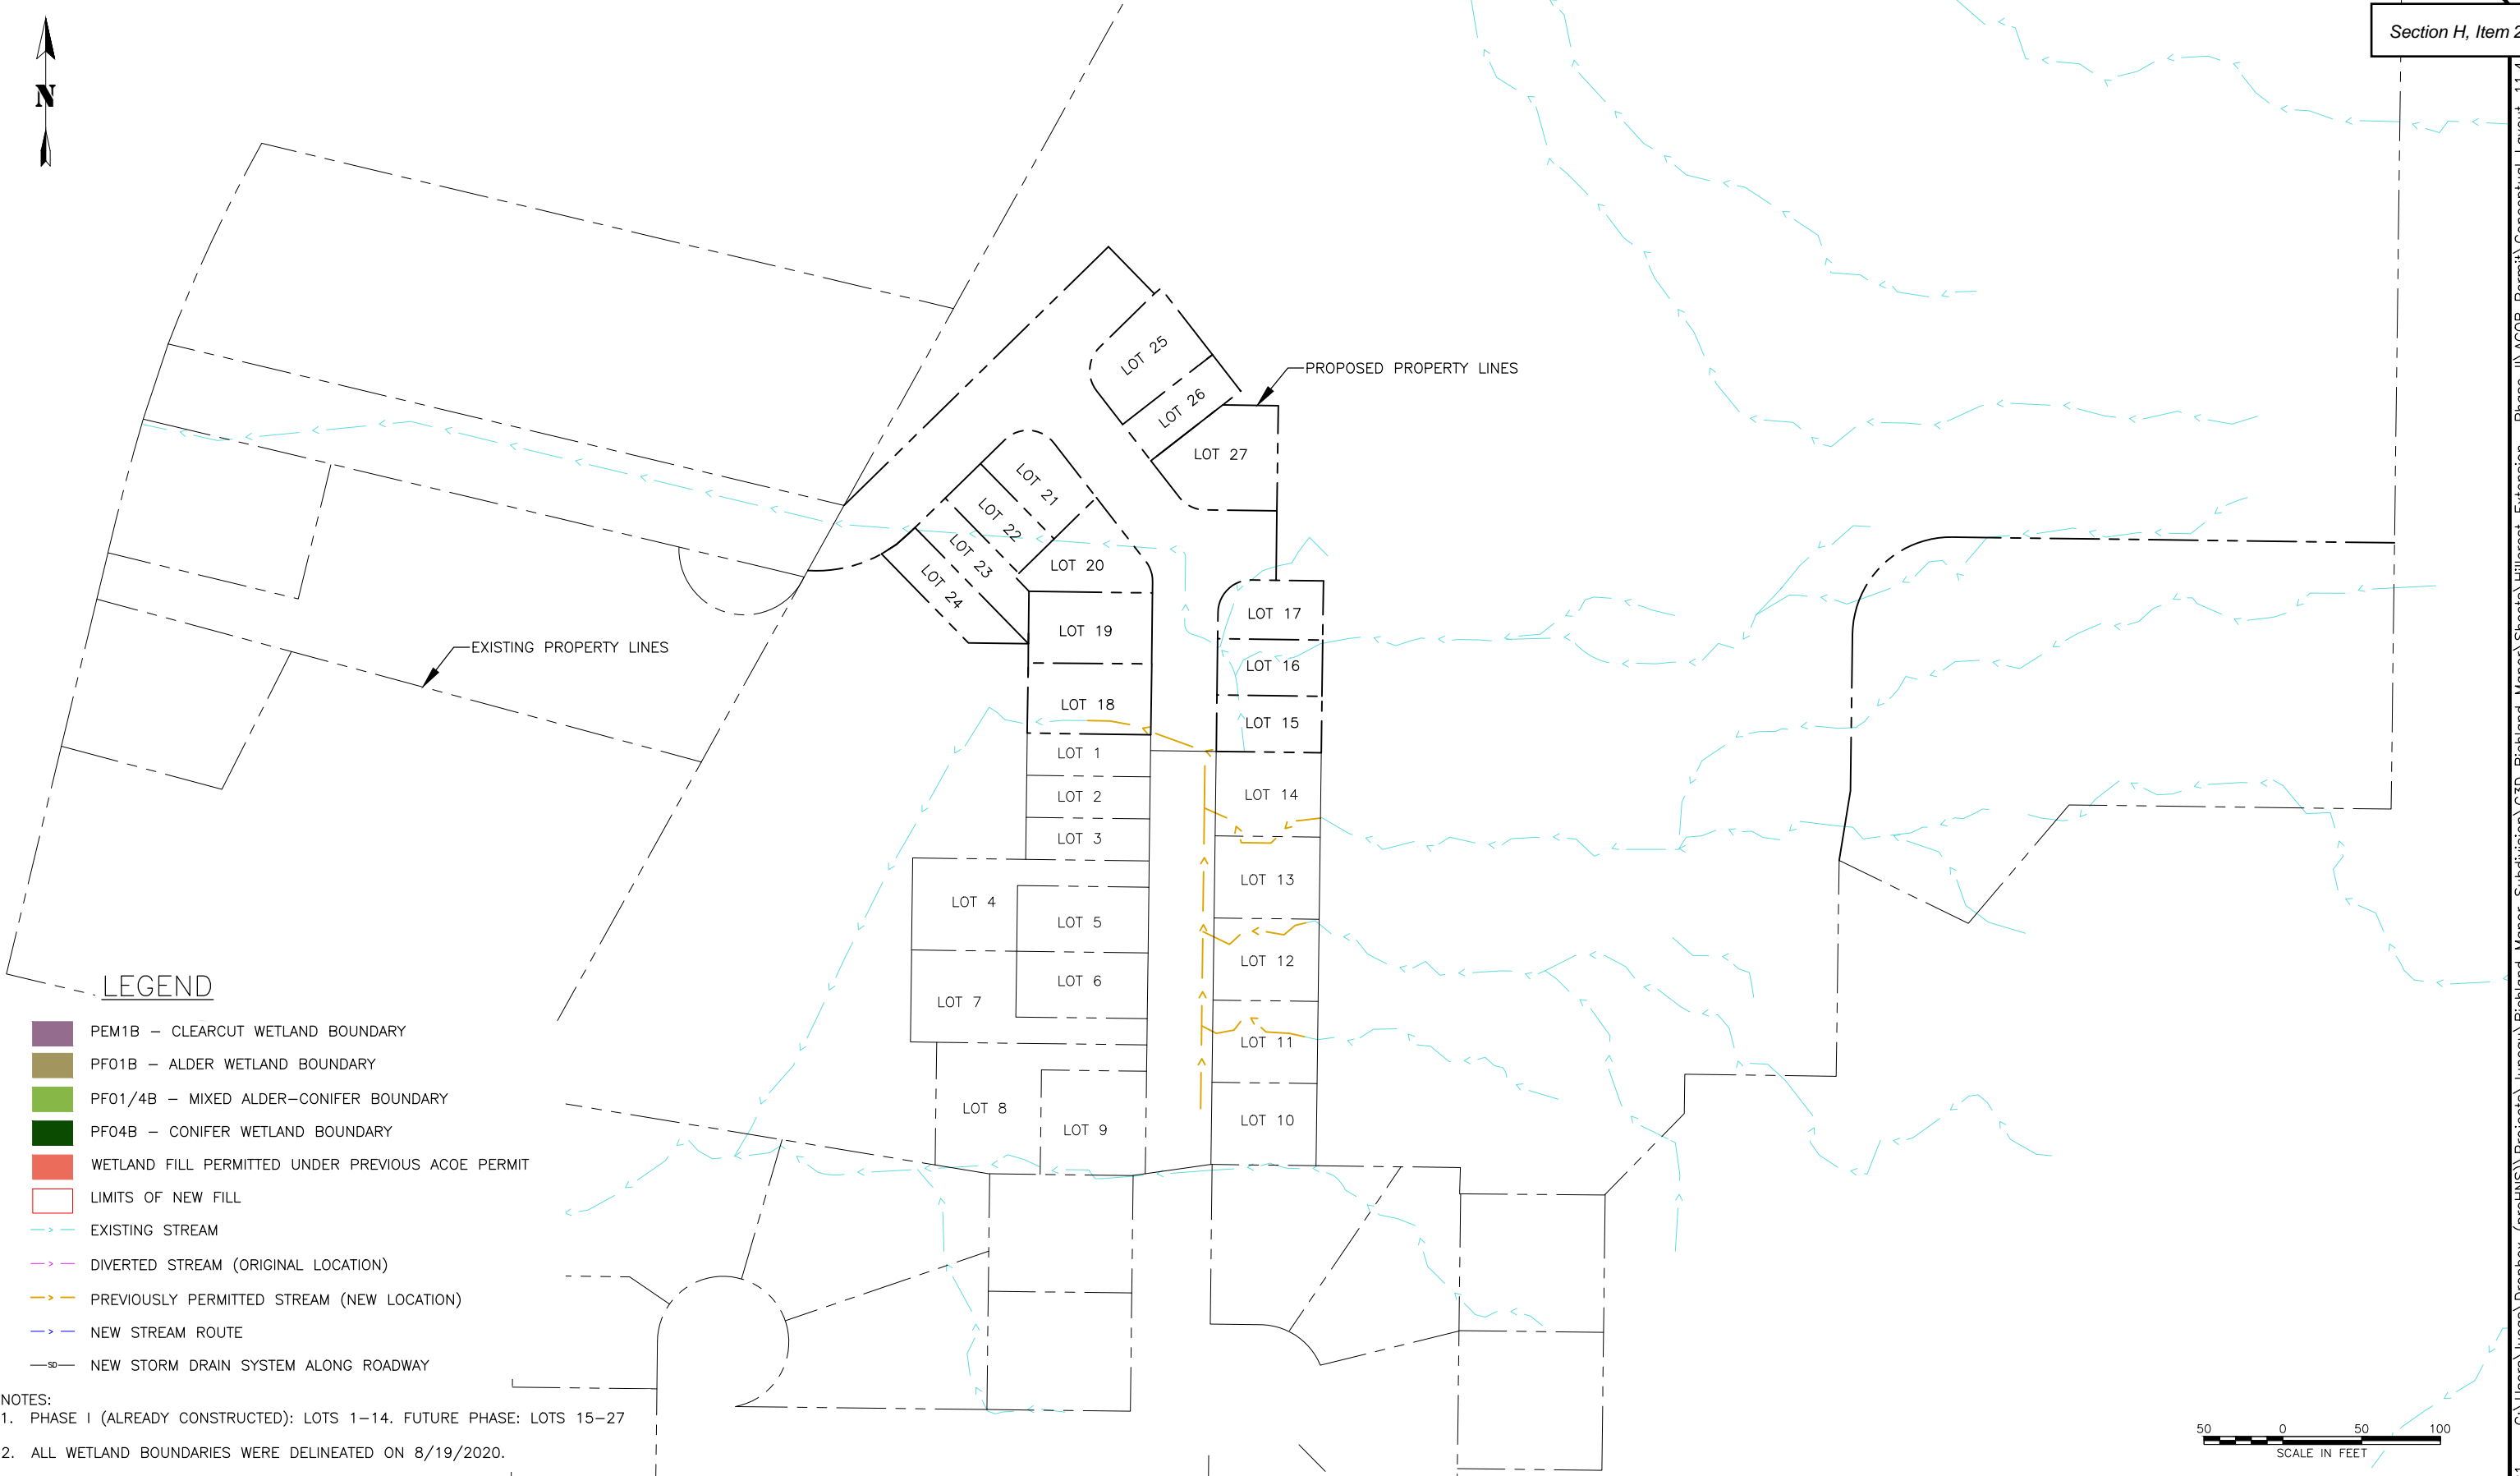 Section H, Item 2
N
LOT 25
PROPOSED PROPERTY LINES
LOT 26
LOT 27
LOT 21
LOT 22
LOT 23
LOT 20
LOT 24
LOT 17
LOT 19
EXISTING PROPERTY LINES
LOT 16
LOT 18
LOT 15
LOT 1
LOT 2
LOT 14
LOT 3
LOT 13
LOT 4
LOT 5
LOT 12
LOT 6
LOT 7
LOT 11
LOT 8
LOT 9
LOT 10
LEGEND
PEM1B – CLEARCUT WETLAND BOUNDARY
PFO1B – ALDER WETLAND BOUNDARY
PFO1/4B – MIXED ALDER–CONIFER BOUNDARY
PFO4B – CONIFER WETLAND BOUNDARY
WETLAND FILL PERMITTED UNDER PREVIOUS ACOE PERMIT
LIMITS OF NEW FILL
EXISTING STREAM
DIVERTED STREAM (ORIGINAL LOCATION)
PREVIOUSLY PERMITTED STREAM (NEW LOCATION)
NEW STREAM ROUTE
SD NEW STORM DRAIN SYSTEM ALONG ROADWAY
NOTES:
1. PHASE I (ALREADY CONSTRUCTED): LOTS 1–14. FUTURE PHASE: LOTS 15–27
2. ALL WETLAND BOUNDARIES WERE DELINEATED ON 8/19/2020.
50 0 50 100
SCALE IN FEET